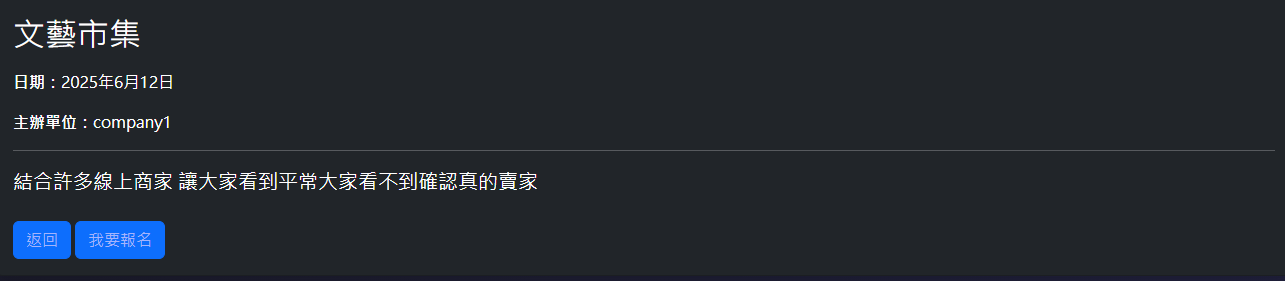 文藝市集
日期：2025年6月12日
主辦單位：company1
結合許多線上商家 讓大家看到平常大家看不到確認真的賣家
返回 我要報名